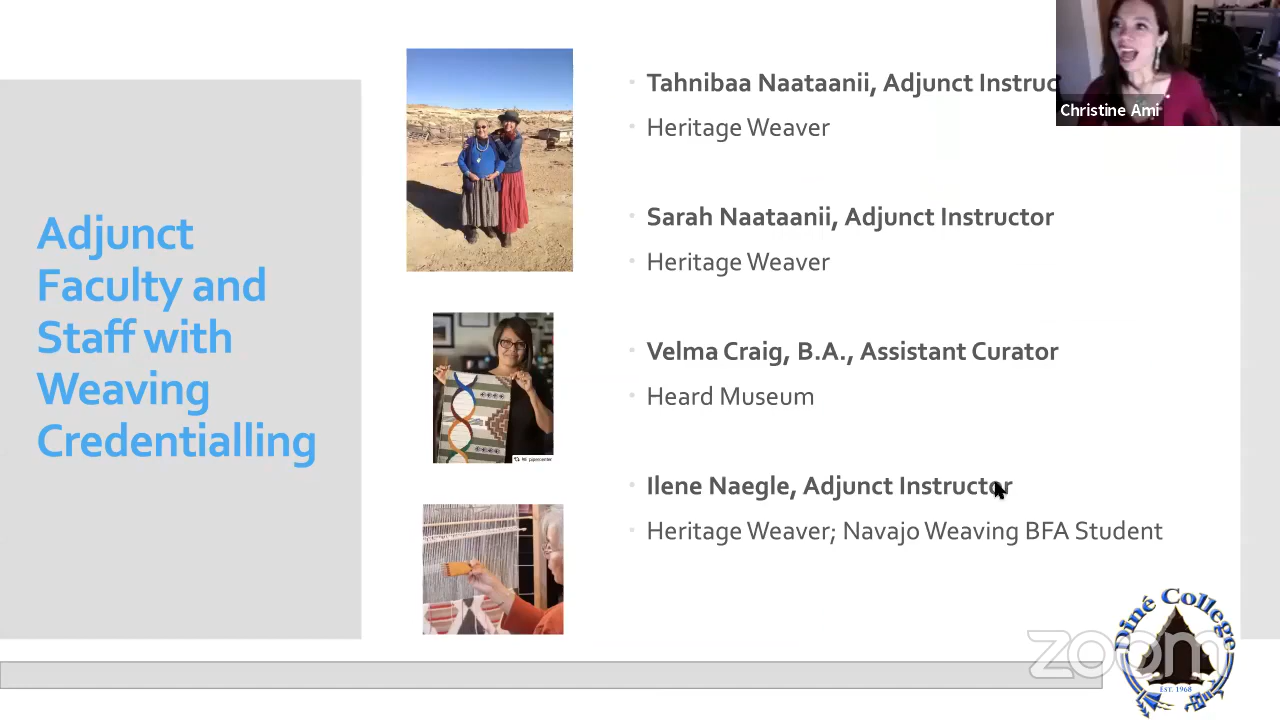 Adjunct
Faculty and
Staff with
Weaving
Credentialling
Tahnibaa Naataanii, Adjunct Instruc
Heritage Weaver
Sarah Naataanii, Adjunct Instructor
Heritage Weaver
Velma Craig, B.A., Assistant Curator
Heard Museum
Ilene Naegle, Adjunct Instructor
Heritage Weaver; Navajo Weaving BFA Student
Christine Ami
Diné College
EST. 1968
zoom